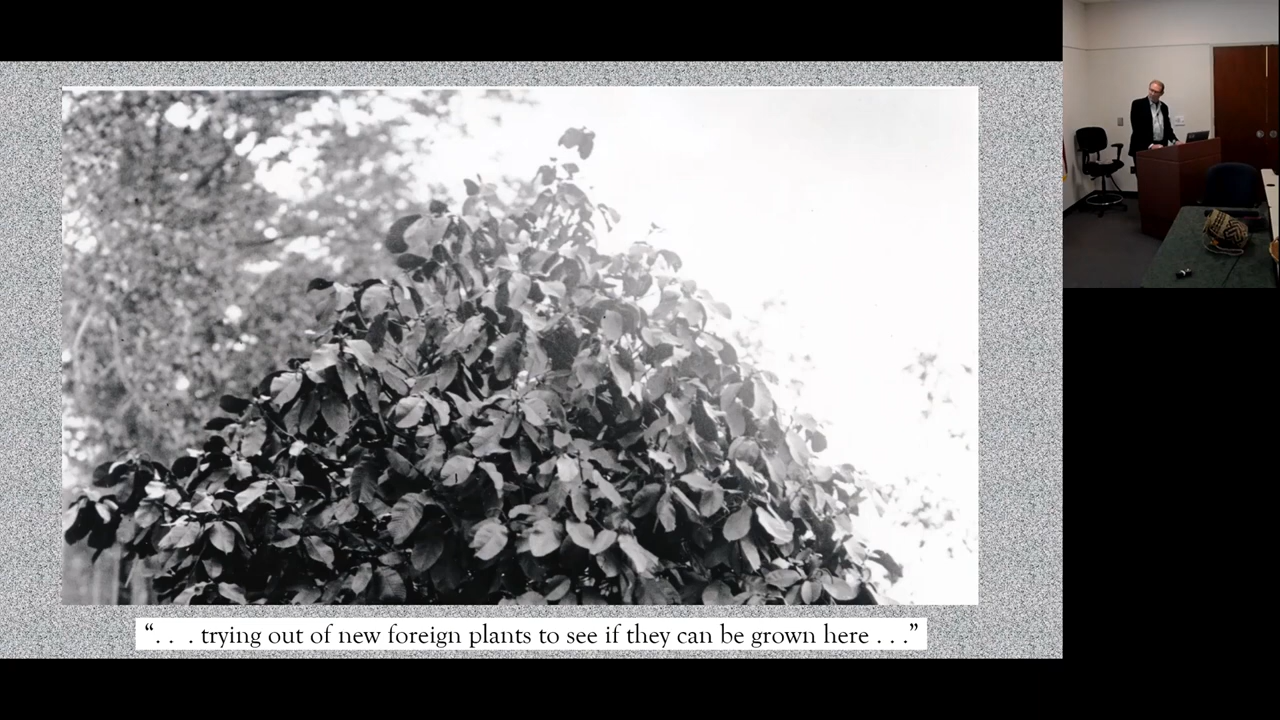 “. . . trying out of new foreign plants to see if they can be grown here . . .”